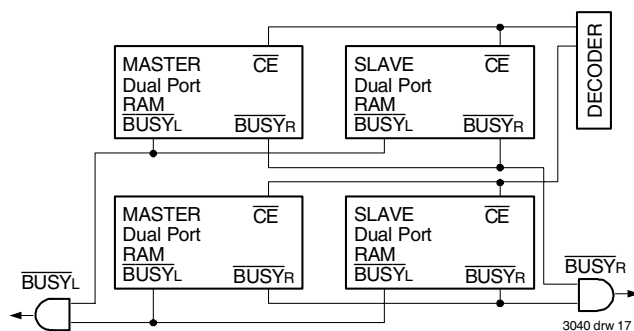 MASTER
Dual Port
RAM
CE
BUSYL
BUSYR
SLAVE
Dual Port
RAM
CE
BUSYL
BUSYR
DECODER
MASTER
Dual Port
RAM
CE
BUSYL
BUSYR
SLAVE
Dual Port
RAM
CE
BUSYL
BUSYR
BUSYL
BUSYR
3040 drw 17